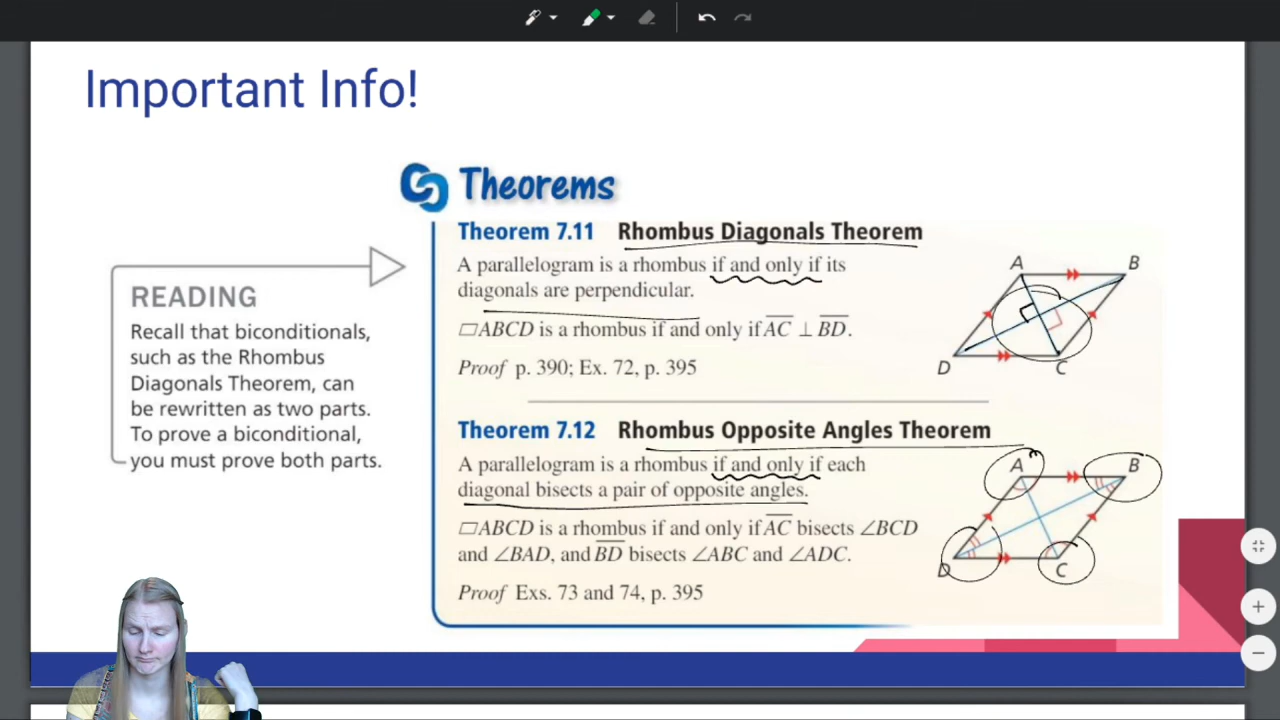 Important Info!
Theorems
Theorem 7.11 Rhombus Diagonals Theorem
A parallelogram is a rhombus if and only if its
diagonals are perpendicular.
▱ABCD is a rhombus if and only if AC ⊥ BD.
Proof p. 390; Ex. 72, p. 395
A
B
D
C
READING
Recall that biconditionals,
such as the Rhombus
Diagonals Theorem, can
be rewritten as two parts.
To prove a biconditional,
you must prove both parts.
Theorem 7.12 Rhombus Opposite Angles Theorem
A parallelogram is a rhombus if and only if each
diagonal bisects a pair of opposite angles.
▱ABCD is a rhombus if and only if AC bisects ∠BCD
and ∠BAD, and BD bisects ∠ABC and ∠ADC.
Proof Exs. 73 and 74, p. 395
A
B
D
C